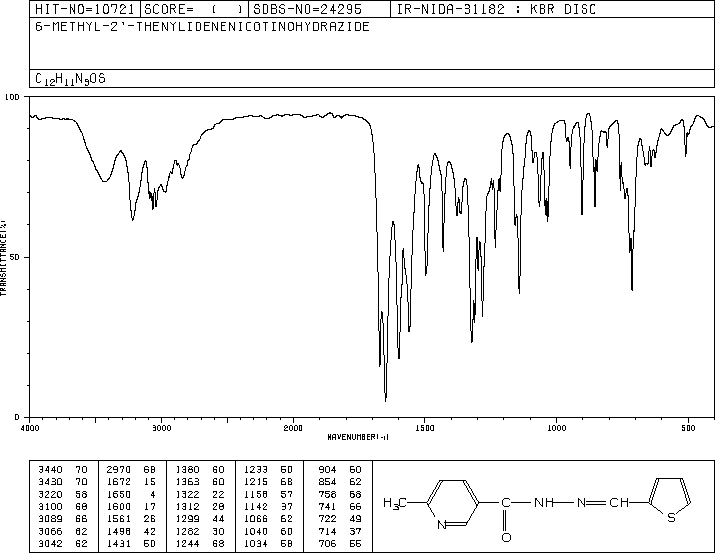 HIT-NO=10721 SCORE= ( ) SDBS-NO=24295 IR-NIDA-31182 : KBR DISC
6-METHYL-2'-THENYLIDENENICOTINOHYDRAZIDE
C12H11N3OS
100
TRANSMITTANCE(%)
50
0
4000 3000 2000 1500 1000 500
WAVENUMBER(-1)
3440 70 2970 68 1380 60 1233 50 904 60
3430 70 1672 15 1363 60 1215 68 854 62
3220 58 1650 4 1322 22 1158 57 758 68
3100 68 1600 17 1312 28 1142 37 741 66
3089 66 1561 26 1299 44 1066 62 722 49
3066 62 1498 42 1282 30 1040 60 714 37
3042 62 1431 50 1244 68 1034 58 706 55
H3C N C O NH N CH S